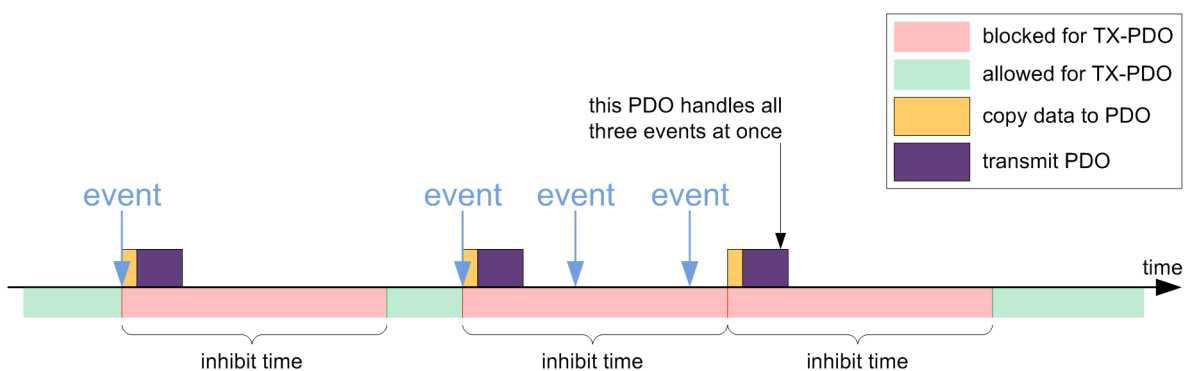 blocked for TX-PDO
allowed for TX-PDO
copy data to PDO
transmit PDO
this PDO handles all
three events at once
event
event
event
event
time
inhibit time
inhibit time
inhibit time